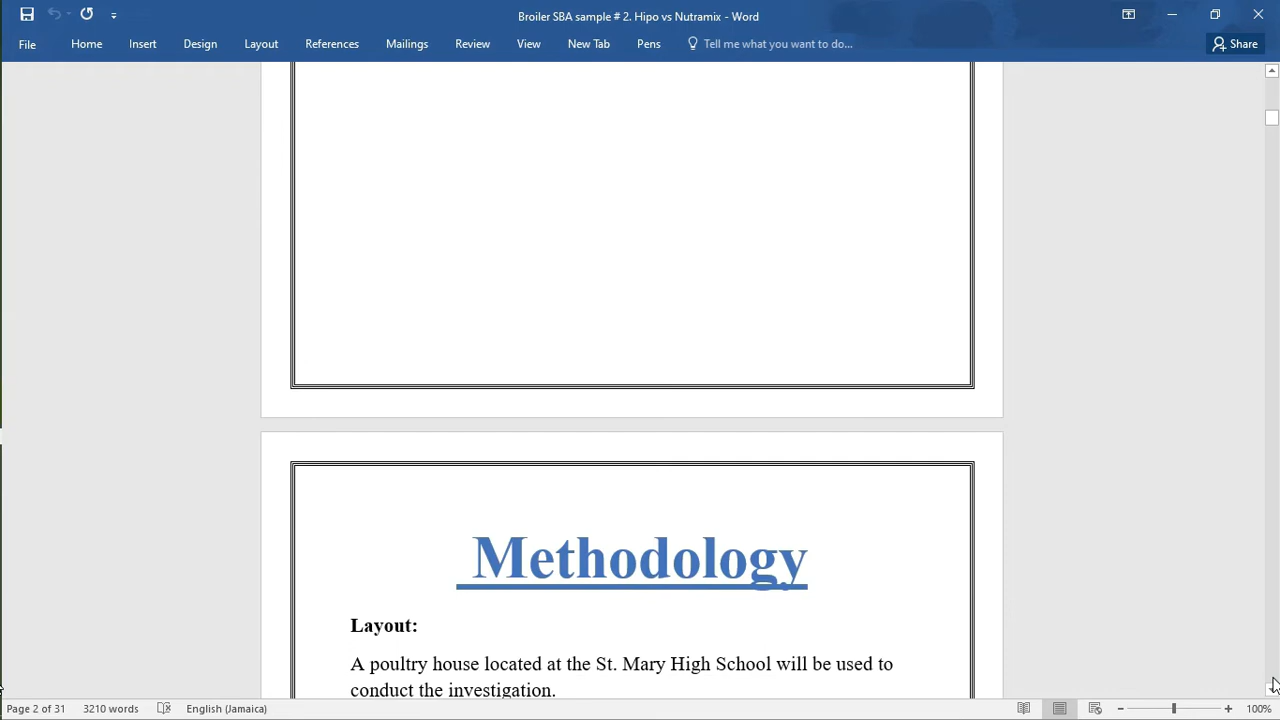 Broiler SBA sample # 2. Hipo vs Nutramix - Word
File Home Insert Design Layout References Mailings Review View New Tab Pens Tell me what you want to do... Share
Methodology
Layout:
A poultry house located at the St. Mary High School will be used to
conduct the investigation.
Page 2 of 31 3210 words English (Jamaica) 100%